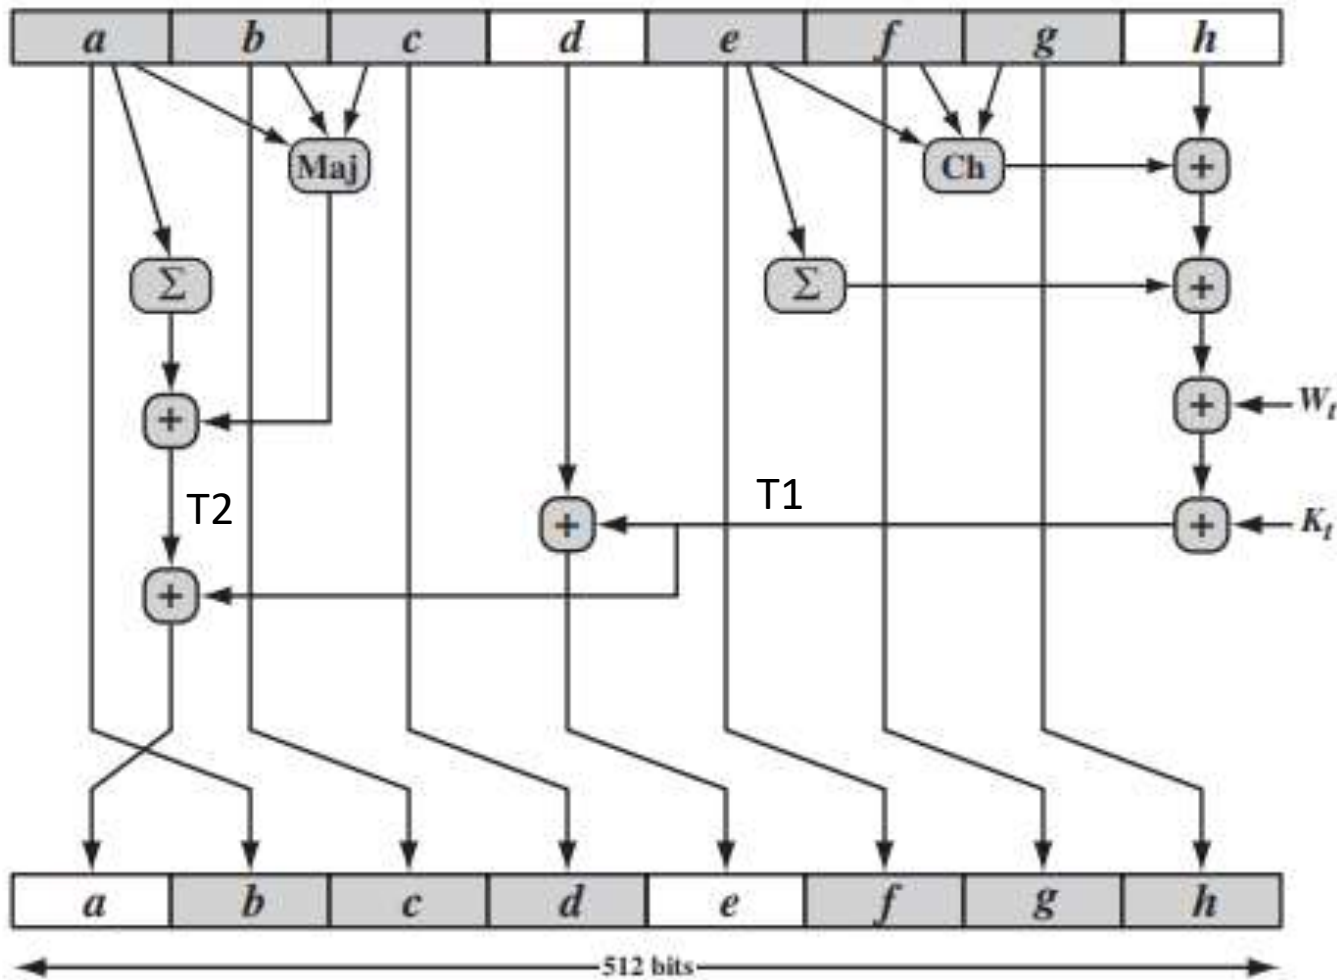 a b c d e f g h
Maj Ch +
Σ Σ +
+ + W_t
T2 T1
+ + K_t
+
a b c d e f g h
512 bits